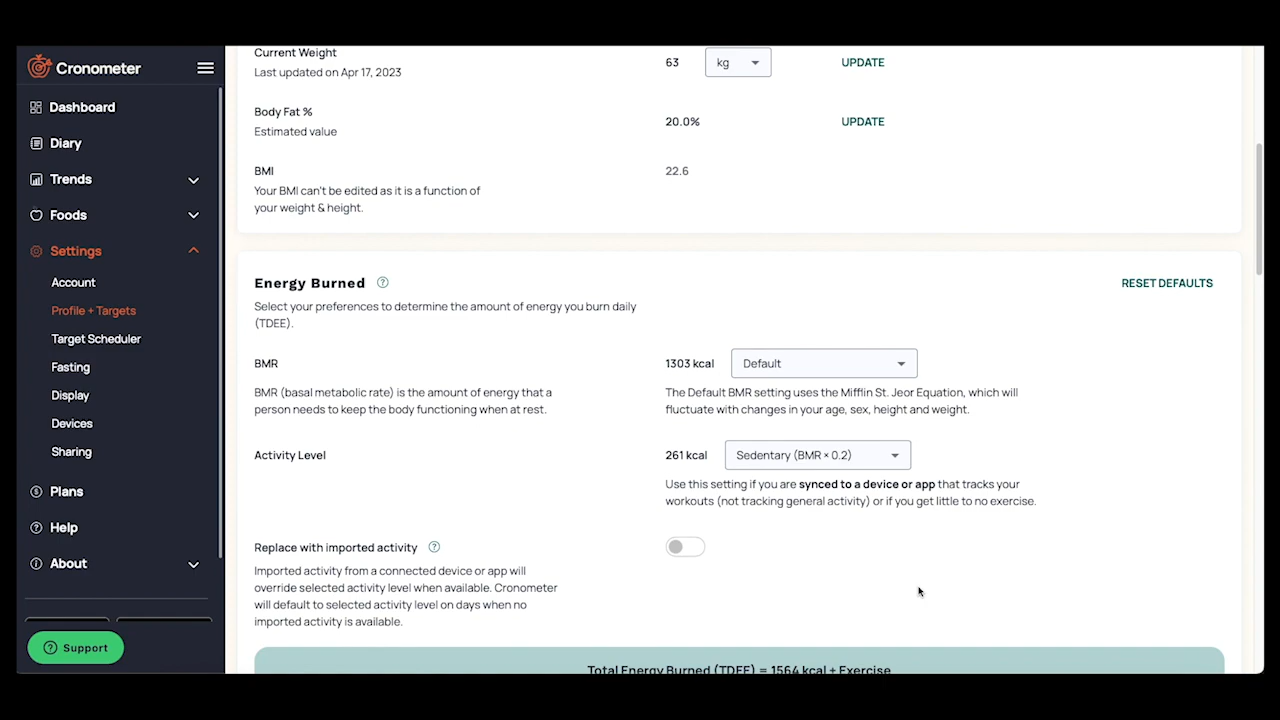 Cronometer
Dashboard
Diary
Trends
Foods
Settings
Account
Profile + Targets
Target Scheduler
Fasting
Display
Devices
Sharing
Plans
Help
About
Support
Current Weight
Last updated on Apr 17, 2023
63 kg UPDATE
Body Fat %
Estimated value
20.0% UPDATE
BMI
Your BMI can't be edited as it is a function of
your weight & height.
22.6
Energy Burned
RESET DEFAULTS
Select your preferences to determine the amount of energy you burn daily
(TDEE).
BMR
1303 kcal Default
BMR (basal metabolic rate) is the amount of energy that a
person needs to keep the body functioning when at rest.
The Default BMR setting uses the Mifflin St. Jeor Equation, which will
fluctuate with changes in your age, sex, height and weight.
Activity Level
261 kcal Sedentary (BMR × 0.2)
Use this setting if you are synced to a device or app that tracks your
workouts (not tracking general activity) or if you get little to no exercise.
Replace with imported activity
Imported activity from a connected device or app will
override selected activity level when available. Cronometer
will default to selected activity level on days when no
imported activity is available.
Total Energy Burned (TDEE) = 1564 kcal + Exercise